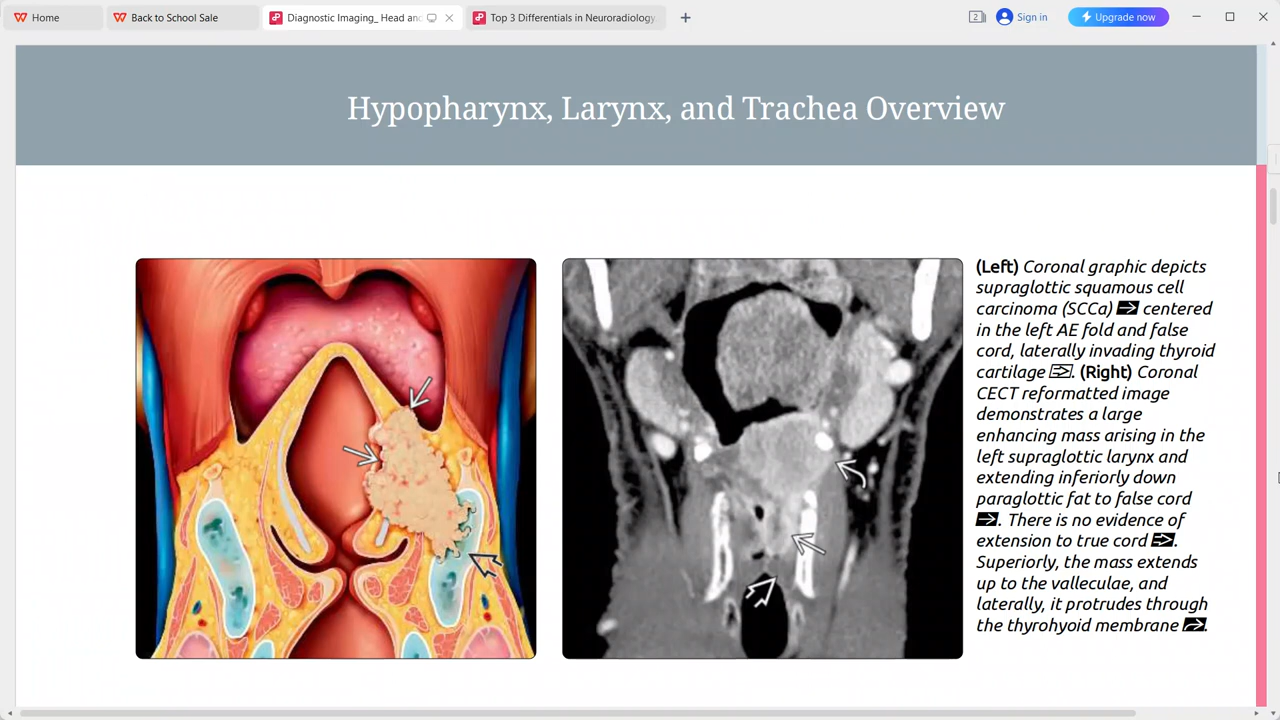 Home
Back to School Sale
Diagnostic Imaging_ Head and
Top 3 Differentials in Neuroradiology
2
Sign in
Upgrade now
Hypopharynx, Larynx, and Trachea Overview
(Left) Coronal graphic depicts
supraglottic squamous cell
carcinoma (SCCa) centered
in the left AE fold and false
cord, laterally invading thyroid
cartilage . (Right) Coronal
CECT reformatted image
demonstrates a large
enhancing mass arising in the
left supraglottic larynx and
extending inferiorly down
paraglottic fat to false cord
. There is no evidence of
extension to true cord .
Superiorly, the mass extends
up to the valleculae, and
laterally, it protrudes through
the thyrohyoid membrane .